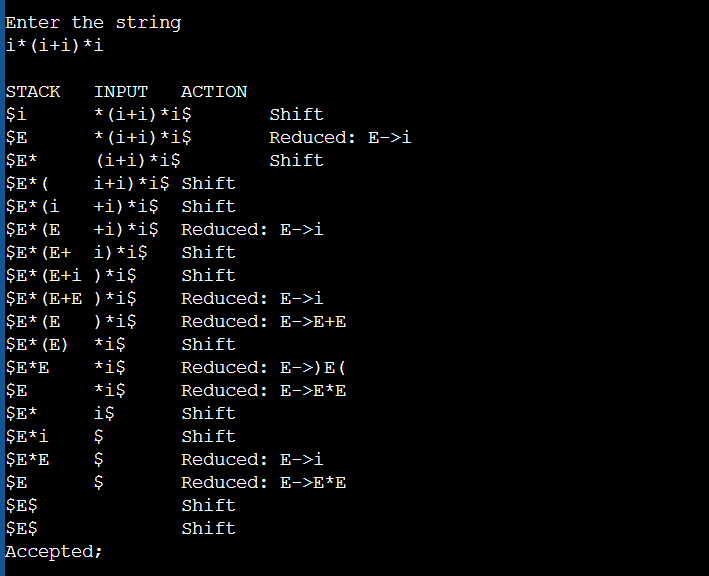 Enter the string
i*(i+i)*i
STACK INPUT ACTION
$i *(i+i)*i$ Shift
$E *(i+i)*i$ Reduced: E->i
$E* (i+i)*i$ Shift
$E*( i+i)*i$ Shift
$E*(i +i)*i$ Shift
$E*(E +i)*i$ Reduced: E->i
$E*(E+ i)*i$ Shift
$E*(E+i )*i$ Shift
$E*(E+E )*i$ Reduced: E->i
$E*(E )*i$ Reduced: E->E+E
$E*(E) *i$ Shift
$E*E *i$ Reduced: E->)E(
$E *i$ Reduced: E->E*E
$E* i$ Shift
$E*i $ Shift
$E*E $ Reduced: E->i
$E $ Reduced: E->E*E
$E$ Shift
$E$ Shift
Accepted;